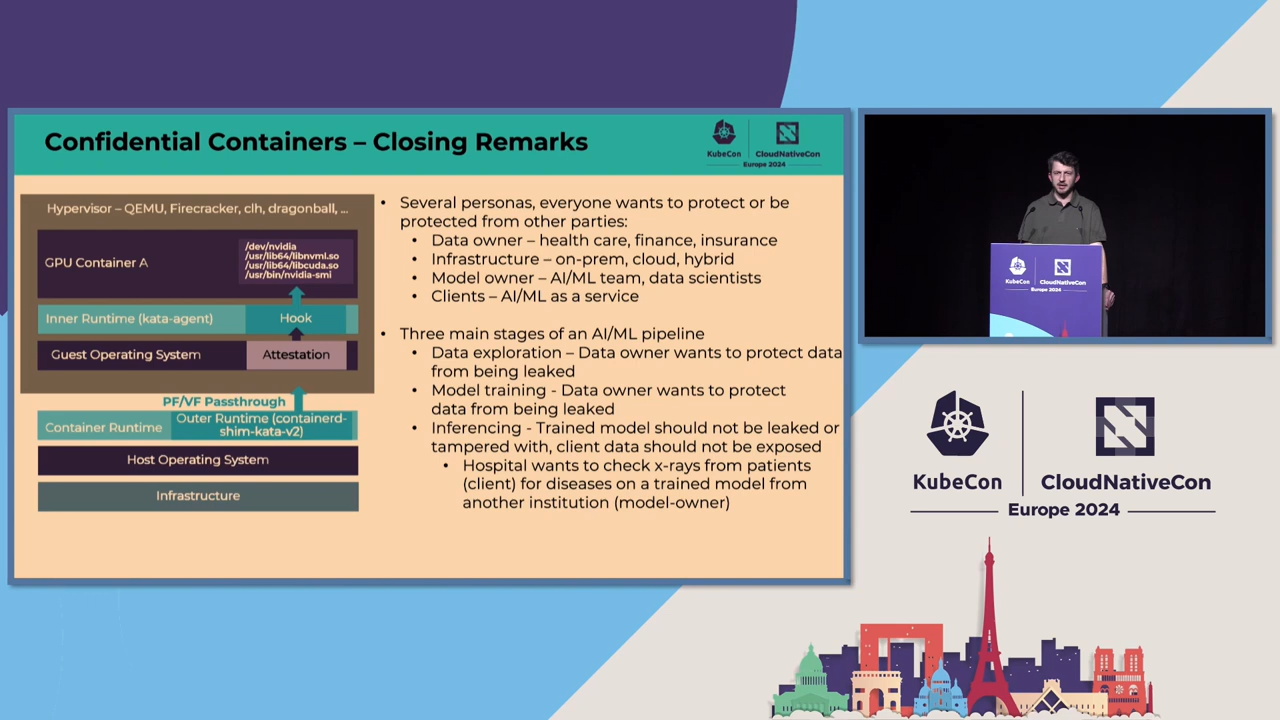 Confidential Containers – Closing Remarks
KubeCon
CloudNativeCon
Europe 2024
Hypervisor – QEMU, Firecracker, clh, dragonball, ...
GPU Container A
/dev/nvidia
/usr/lib64/libnvml.so
/usr/lib64/libcuda.so
/usr/bin/nvidia-smi
Inner Runtime (kata-agent)
Hook
Guest Operating System
Attestation
PF/VF Passthrough
Container Runtime
Outer Runtime (containerd-
shim-kata-v2)
Host Operating System
Infrastructure
• Several personas, everyone wants to protect or be
protected from other parties:
• Data owner – health care, finance, insurance
• Infrastructure – on-prem, cloud, hybrid
• Model owner – AI/ML team, data scientists
• Clients – AI/ML as a service
• Three main stages of an AI/ML pipeline
• Data exploration – Data owner wants to protect data
from being leaked
• Model training - Data owner wants to protect
data from being leaked
• Inferencing - Trained model should not be leaked or
tampered with, client data should not be exposed
• Hospital wants to check x-rays from patients
(client) for diseases on a trained model from
another institution (model-owner)
KubeCon
CloudNativeCon
Europe 2024
KubeCon
CloudNativeCon
Europe 2024